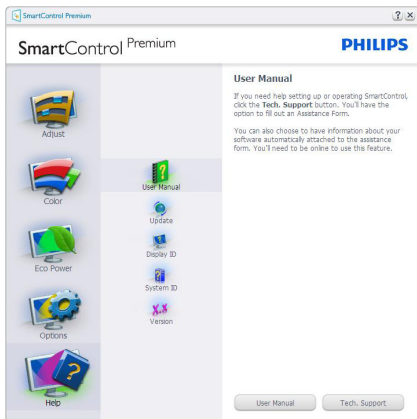 SmartControl Premium
SmartControl Premium
PHILIPS
Adjust
Color
Eco Power
Options
Help
User Manual
Update
Display ID
System ID
X.X
Version
User Manual
If you need help setting up or operating SmartControl,
click the Tech. Support button. You'll have the
option to fill out an Assistance Form.
You can also choose to have information about your
software automatically attached to the assistance
form. You'll need to be online to use this feature.
User Manual
Tech. Support